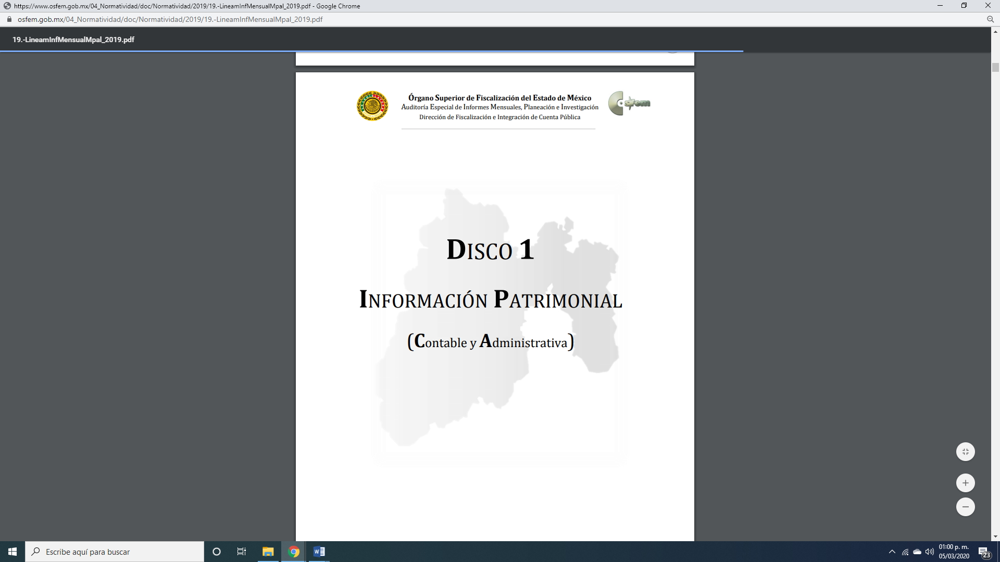 https://www.osfem.gob.mx/04_Normatividad/doc/Normatividad/2019/19.-LineamInfMensualMpal_2019.pdf - Google Chrome
osfem.gob.mx/04_Normatividad/doc/Normatividad/2019/19.-LineamInfMensualMpal_2019.pdf
19.-LineamInfMensualMpal_2019.pdf
Órgano Superior de Fiscalización del Estado de México
Auditoría Especial de Informes Mensuales, Planeación e Investigación
Dirección de Fiscalización e Integración de Cuenta Pública
osfem
DISCO 1
INFORMACIÓN PATRIMONIAL
(Contable y Administrativa)
Escribe aquí para buscar
01:00 p. m.
05/03/2020
23